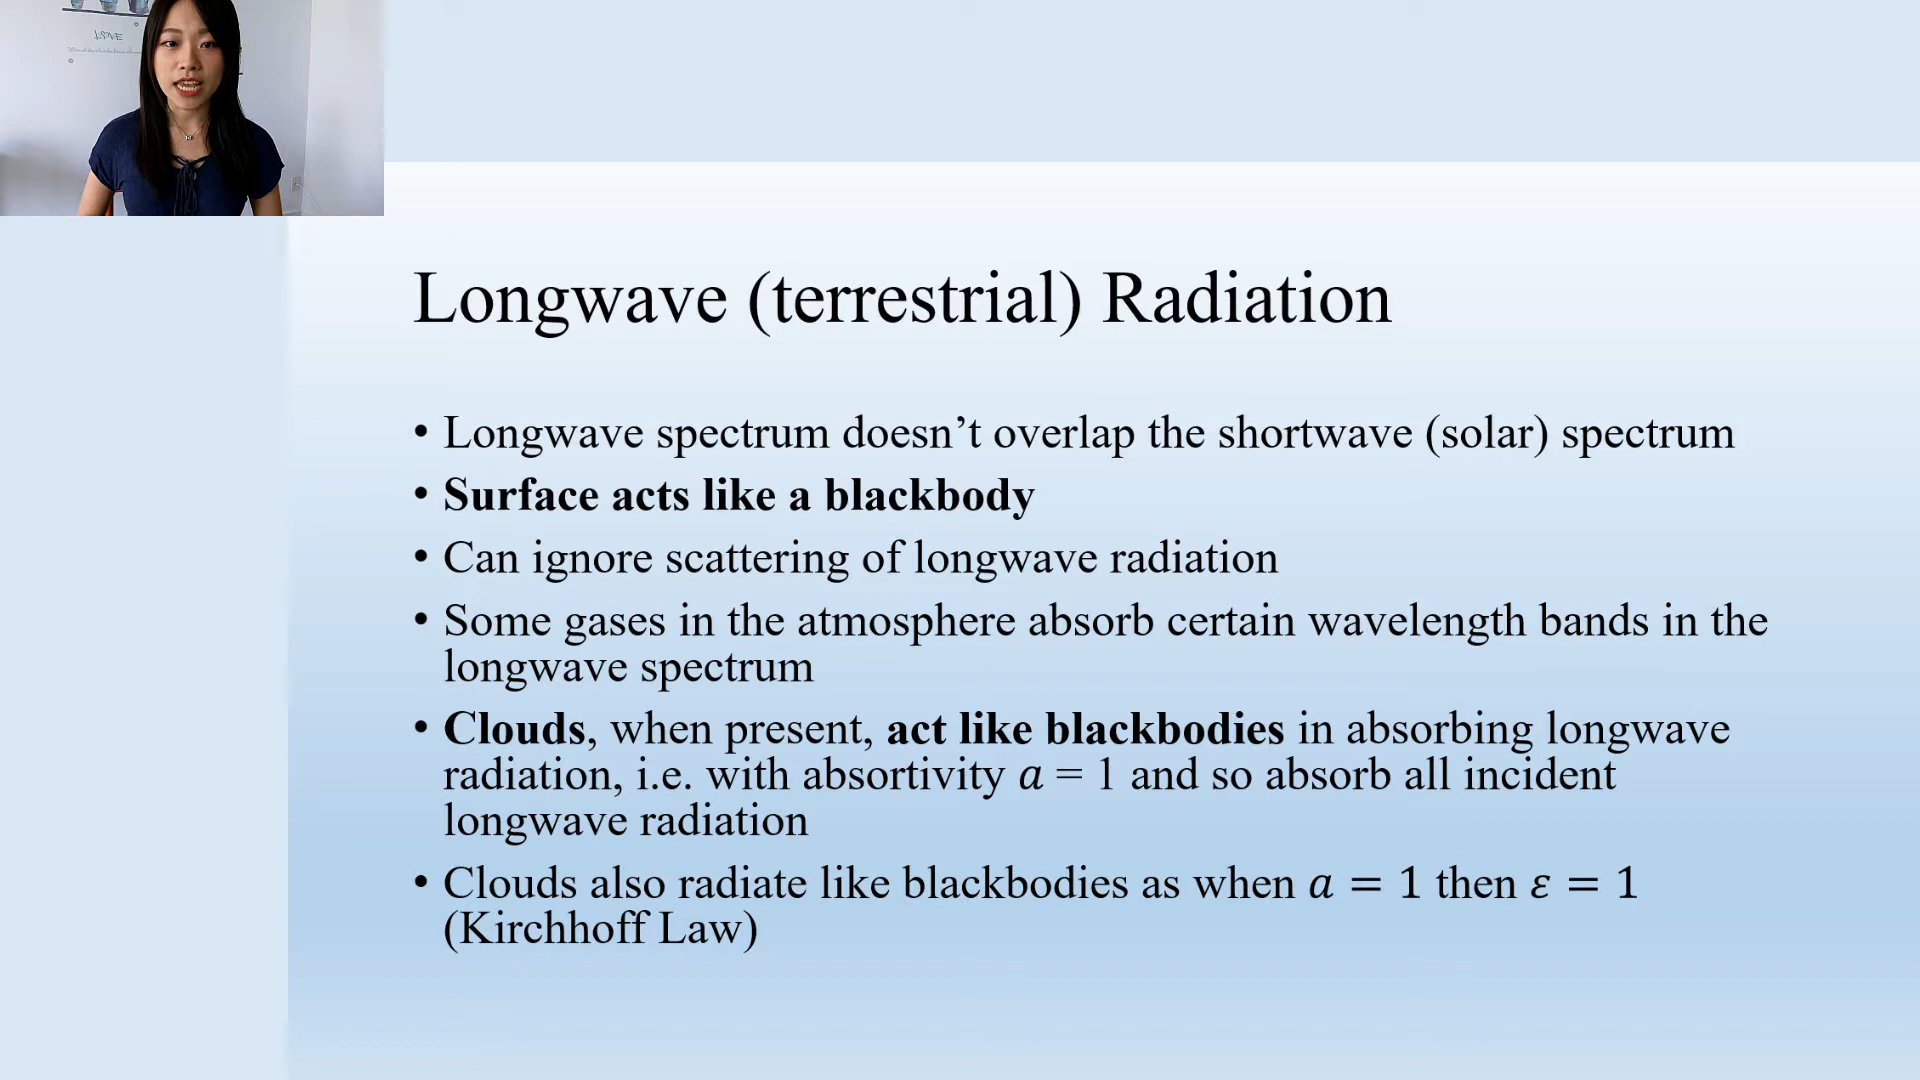 LOVE
Longwave (terrestrial) Radiation
• Longwave spectrum doesn’t overlap the shortwave (solar) spectrum
• Surface acts like a blackbody
• Can ignore scattering of longwave radiation
• Some gases in the atmosphere absorb certain wavelength bands in the
longwave spectrum
• Clouds, when present, act like blackbodies in absorbing longwave
radiation, i.e. with absortivity a = 1 and so absorb all incident
longwave radiation
• Clouds also radiate like blackbodies as when a = 1 then ε = 1
(Kirchhoff Law)